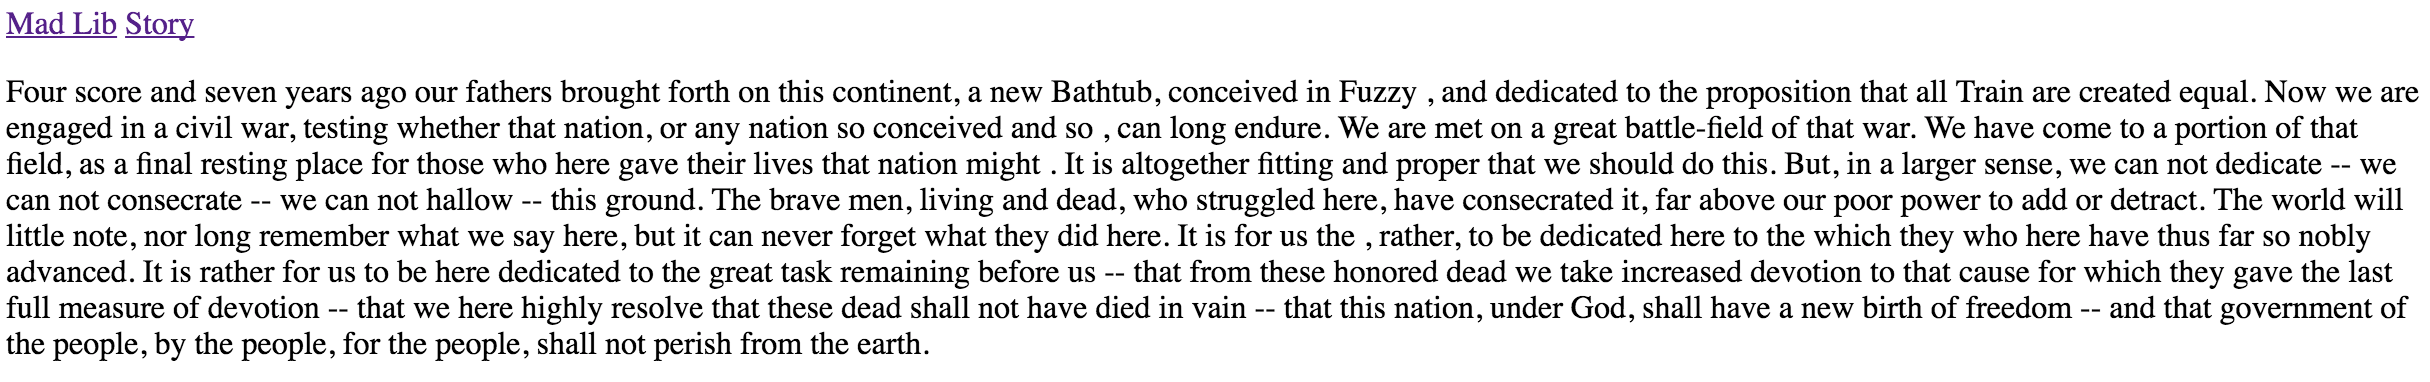 Mad Lib Story
Four score and seven years ago our fathers brought forth on this continent, a new Bathtub, conceived in Fuzzy , and dedicated to the proposition that all Train are created equal. Now we are
engaged in a civil war, testing whether that nation, or any nation so conceived and so , can long endure. We are met on a great battle-field of that war. We have come to a portion of that
field, as a final resting place for those who here gave their lives that nation might . It is altogether fitting and proper that we should do this. But, in a larger sense, we can not dedicate -- we
can not consecrate -- we can not hallow -- this ground. The brave men, living and dead, who struggled here, have consecrated it, far above our poor power to add or detract. The world will
little note, nor long remember what we say here, but it can never forget what they did here. It is for us the , rather, to be dedicated here to the which they who here have thus far so nobly
advanced. It is rather for us to be here dedicated to the great task remaining before us -- that from these honored dead we take increased devotion to that cause for which they gave the last
full measure of devotion -- that we here highly resolve that these dead shall not have died in vain -- that this nation, under God, shall have a new birth of freedom -- and that government of
the people, by the people, for the people, shall not perish from the earth.